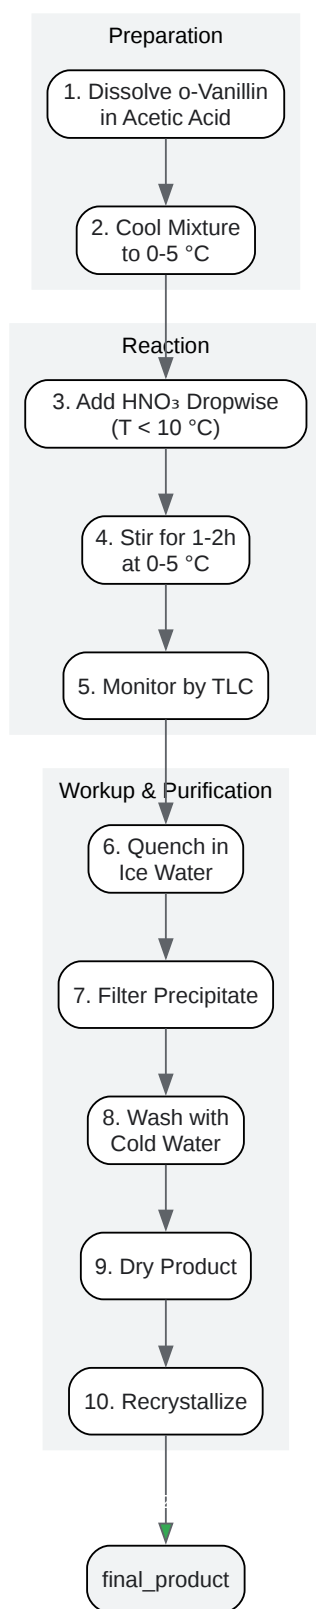 Preparation
1. Dissolve o-Vanillin
in Acetic Acid
2. Cool Mixture
to 0-5 °C
Reaction
3. Add HNO₃ Dropwise
(T < 10 °C)
4. Stir for 1-2h
at 0-5 °C
5. Monitor by TLC
Workup & Purification
6. Quench in
Ice Water
7. Filter Precipitate
8. Wash with
Cold Water
9. Dry Product
10. Recrystallize
final_product